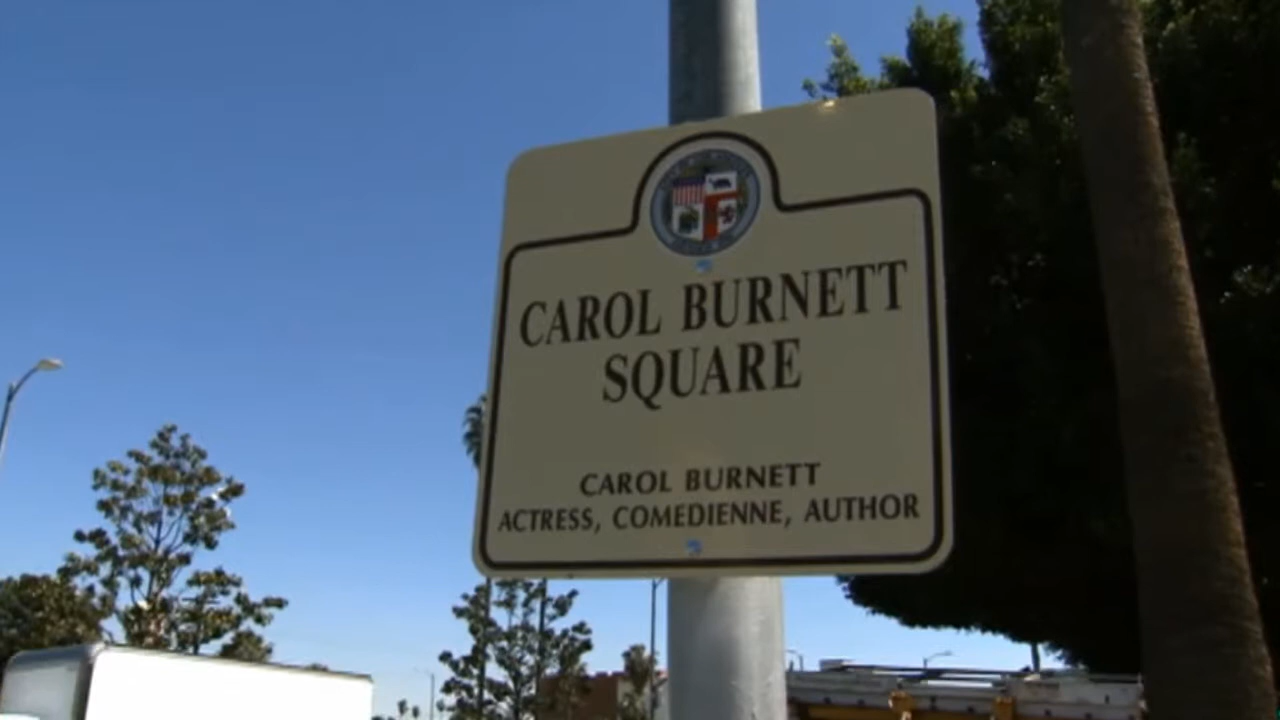 CAROL BURNETT
SQUARE
CAROL BURNETT
ACTRESS, COMEDIENNE, AUTHOR